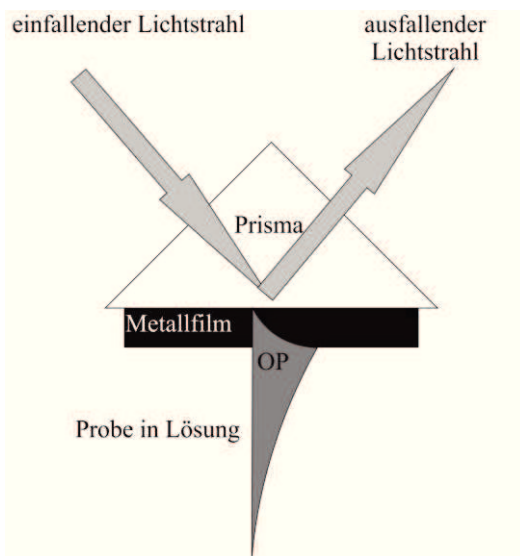 einfallender Lichtstrahl
ausfallender
Lichtstrahl
Prisma
Metallfilm
OP
Probe in Lösung